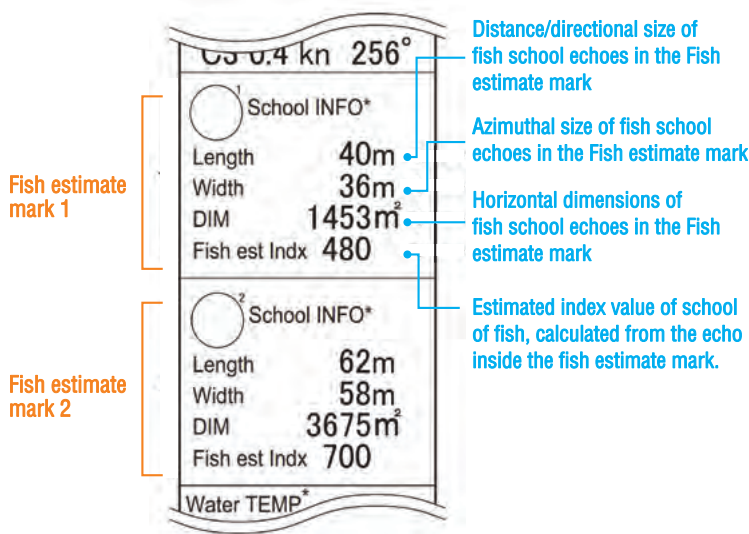 CS 0.4 kn 256°
1
School INFO*
Length 40m
Width 36m
DIM 1453m²
Fish est Indx 480
2
School INFO*
Length 62m
Width 58m
DIM 3675m²
Fish est Indx 700
Water TEMP*
Fish estimate
mark 1
Fish estimate
mark 2
Distance/directional size of
fish school echoes in the Fish
estimate mark
Azimuthal size of fish school
echoes in the Fish estimate mark
Horizontal dimensions of
fish school echoes in the Fish
estimate mark
Estimated index value of school
of fish, calculated from the echo
inside the fish estimate mark.